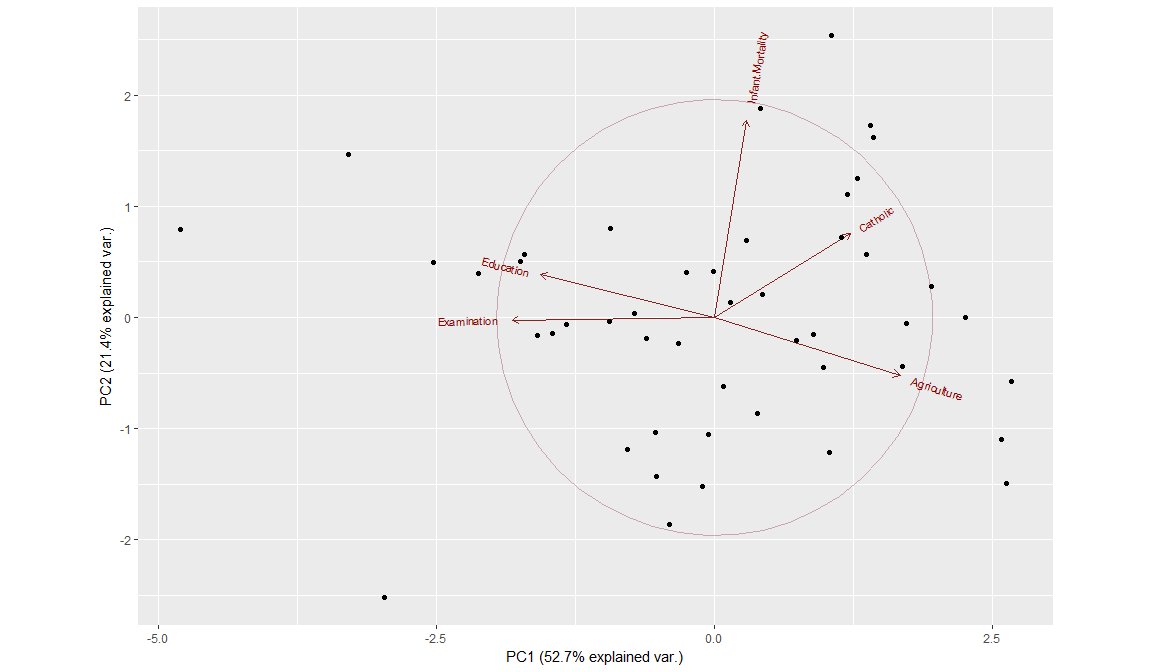 Infant.Mortality
Catholic
Education
Examination
Agriculture
2
1
0
-1
-2
PC2 (21.4% explained var.)
-5.0
-2.5
0.0
2.5
PC1 (52.7% explained var.)